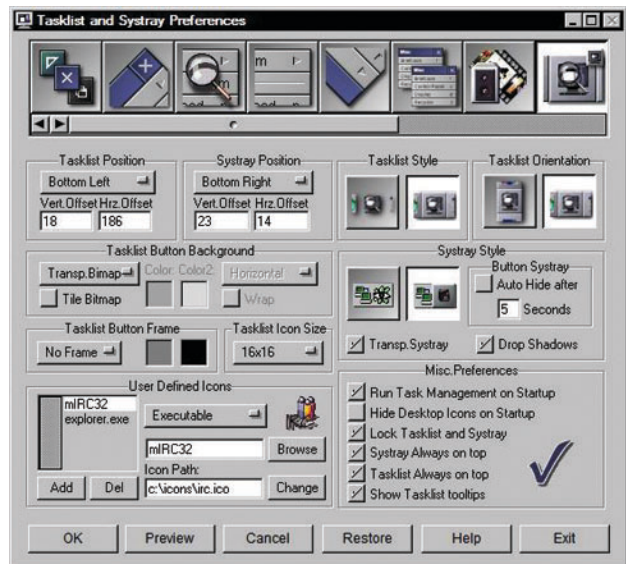 Tasklist and Systray Preferences
Tasklist Position
Bottom Left
Vert.Offset Hrz.Offset
18 186
Systray Position
Bottom Right
Vert.Offset Hrz.Offset
23 14
Tasklist Style
Tasklist Orientation
Tasklist Button Background
Transp.Bimap Color: Color2: Horizontal
Tile Bitmap Wrap
Systray Style
Button Systray
Auto Hide after
5 Seconds
Transp.Systray Drop Shadows
Tasklist Button Frame
No Frame
Tasklist Icon Size
16x16
User Defined Icons
mIRC32
explorer.exe
Executable
mIRC32 Browse
Icon Path:
Add Del c:\icons\irc.ico Change
Misc.Preferences
Run Task Management on Startup
Hide Desktop Icons on Startup
Lock Tasklist and Systray
Systray Always on top
Tasklist Always on top
Show Tasklist tooltips
OK Preview Cancel Restore Help Exit